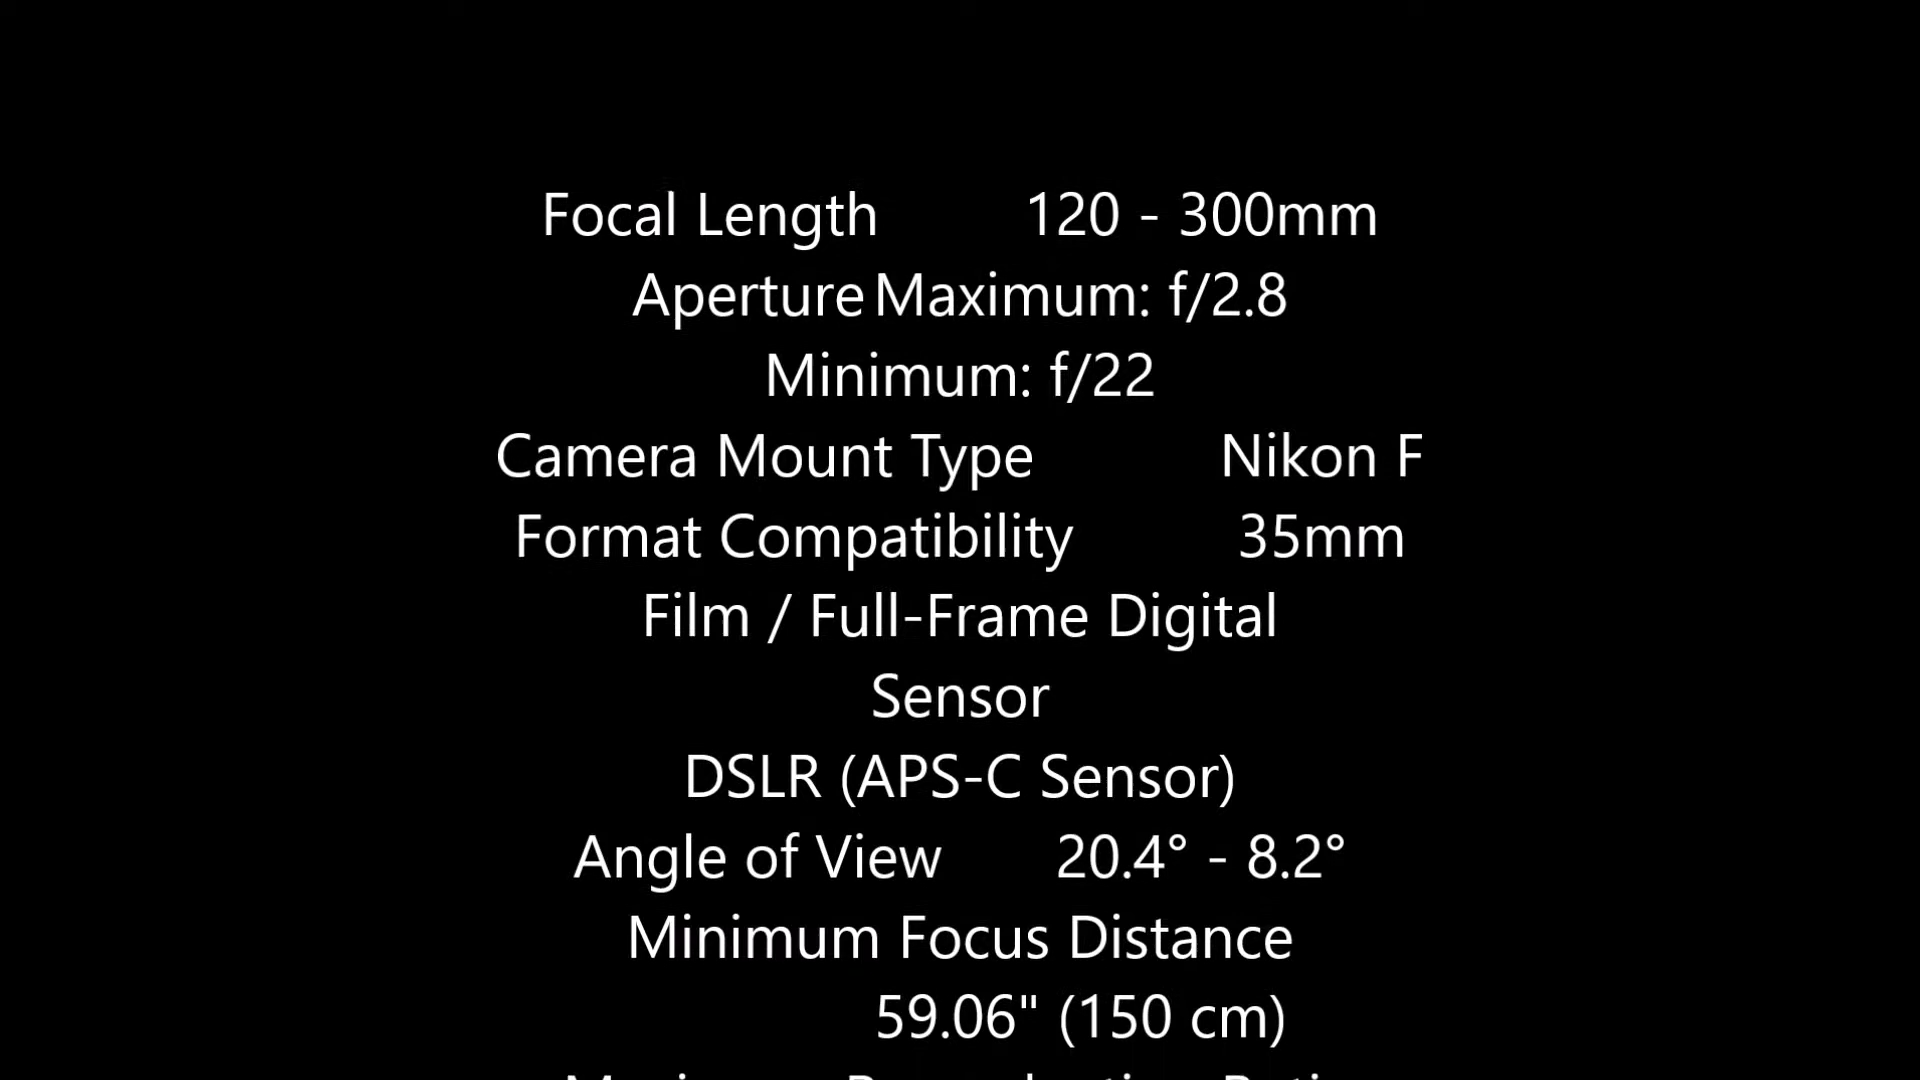 Focal Length 120 - 300mm
Aperture Maximum: f/2.8
Minimum: f/22
Camera Mount Type Nikon F
Format Compatibility 35mm
Film / Full-Frame Digital
Sensor
DSLR (APS-C Sensor)
Angle of View 20.4° - 8.2°
Minimum Focus Distance
59.06" (150 cm)